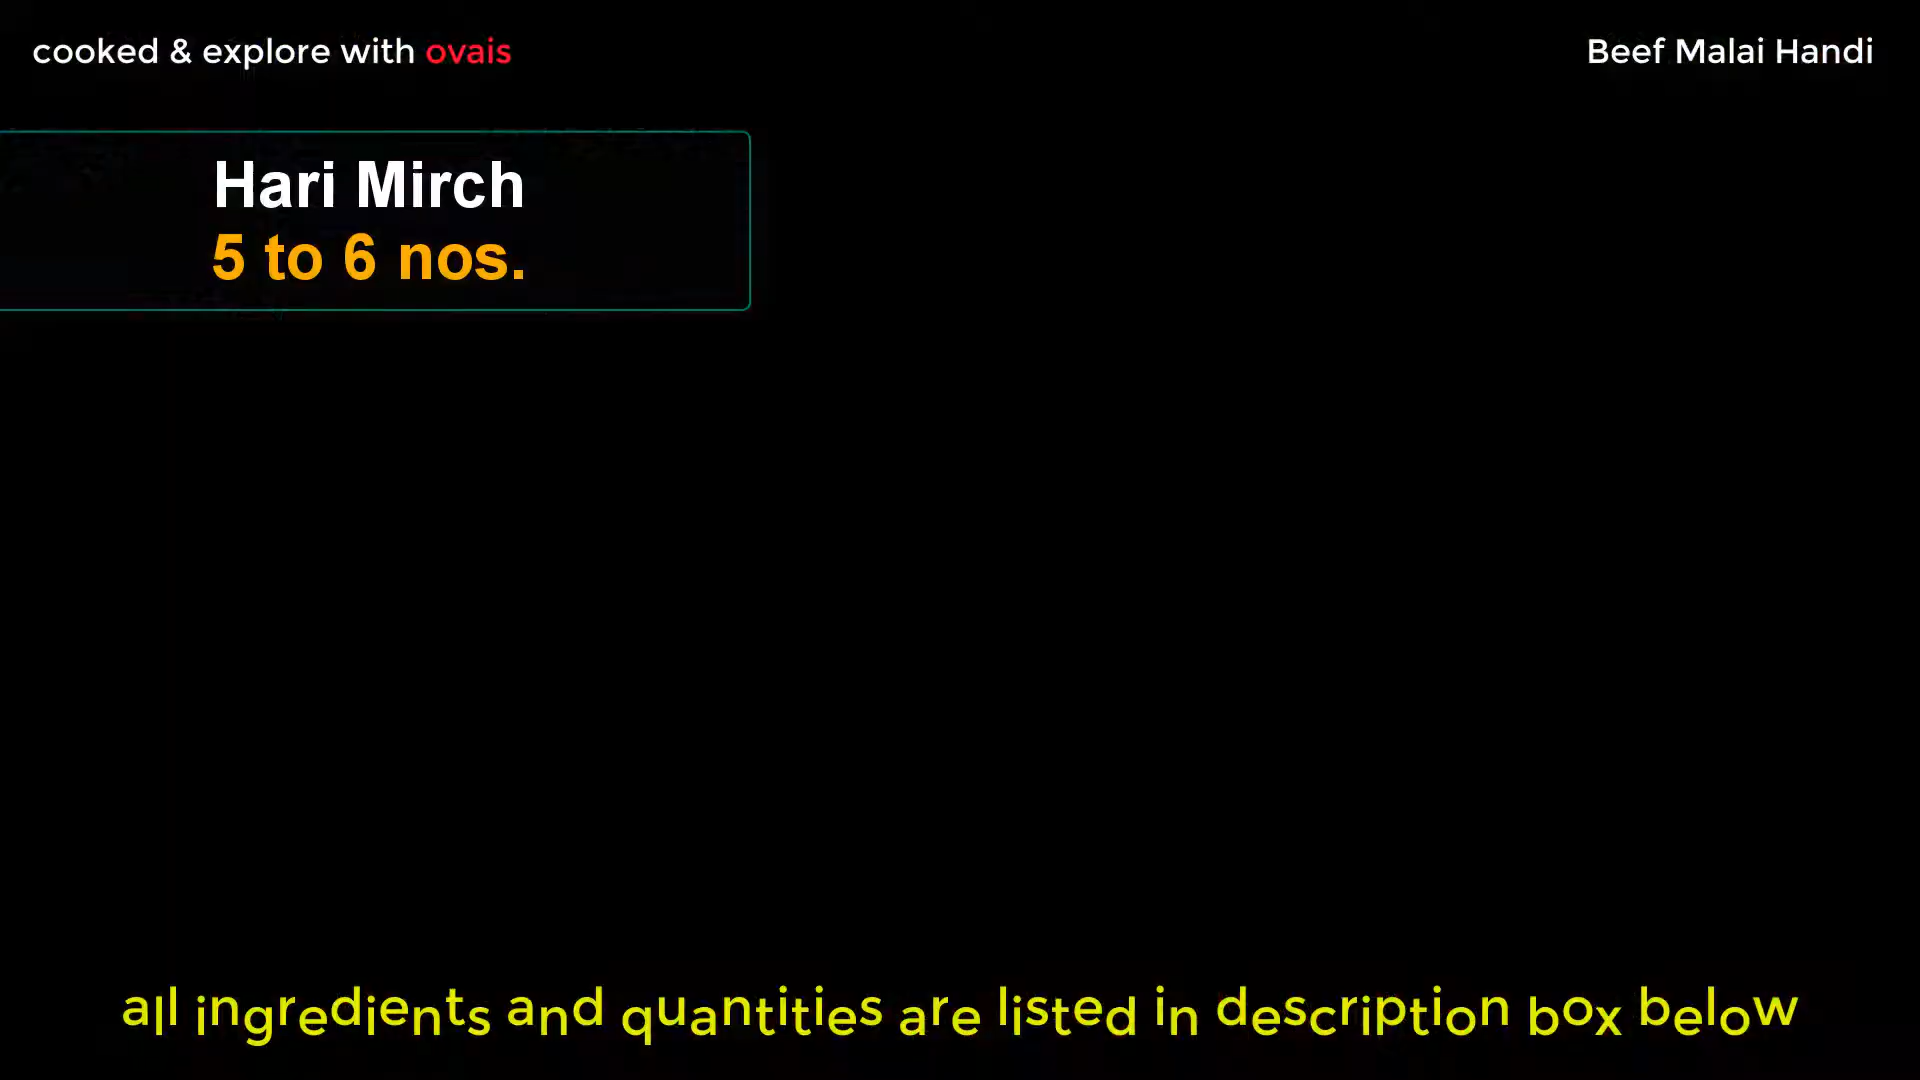 cooked & explore with ovais
Beef Malai Handi
Hari Mirch
5 to 6 nos.
all ingredients and quantities are listed in description box below